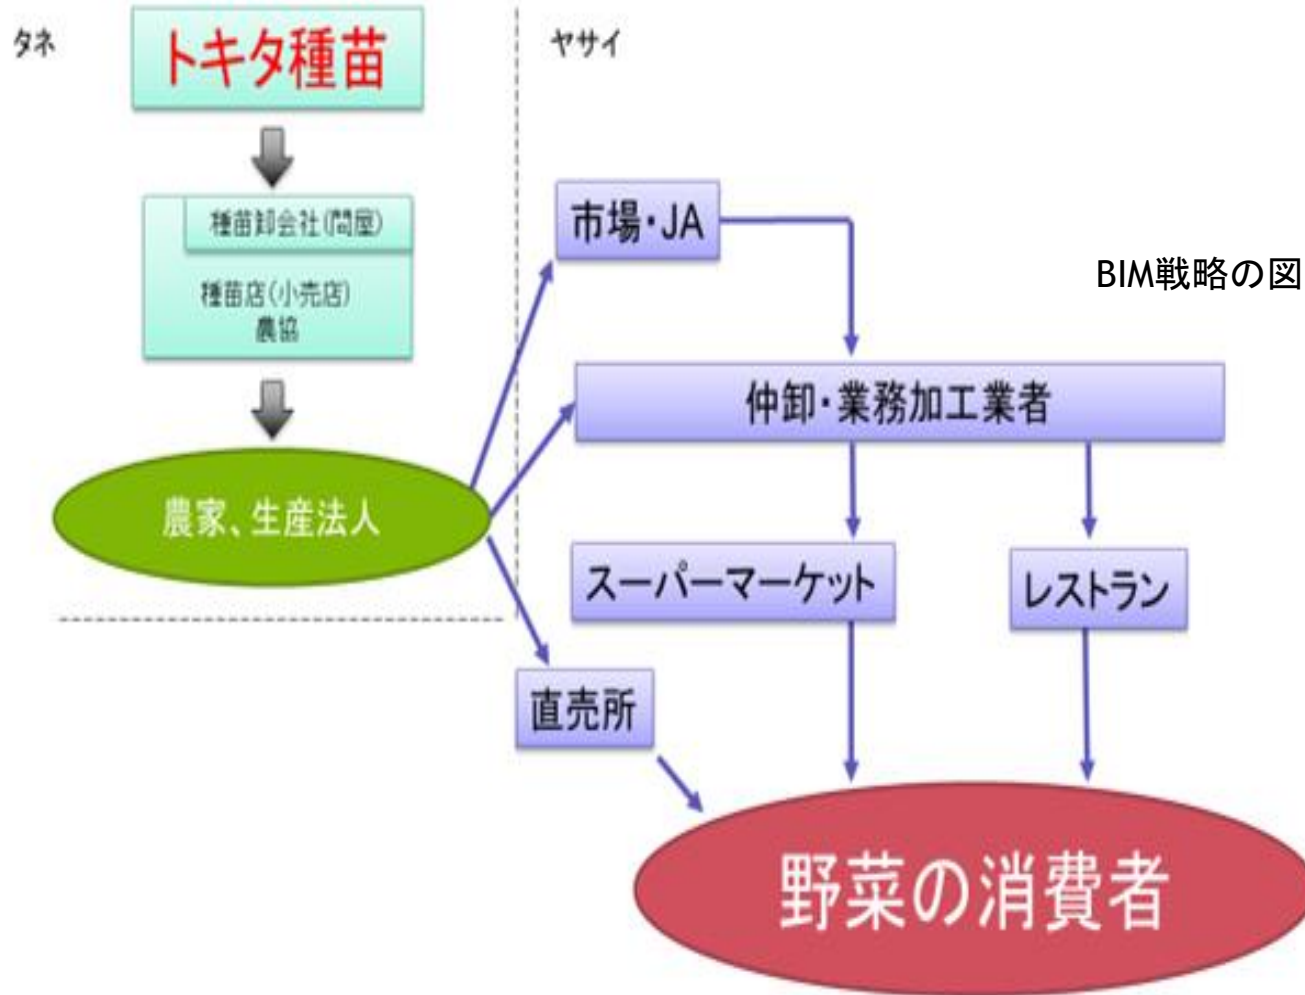 タネ
トキタ種苗
種苗卸会社(問屋)
種苗店(小売店)
農協
農家、生産法人
ヤサイ
市場・JA
BIM戦略の図
仲卸・業務加工業者
スーパーマーケット
レストラン
直売所
野菜の消費者